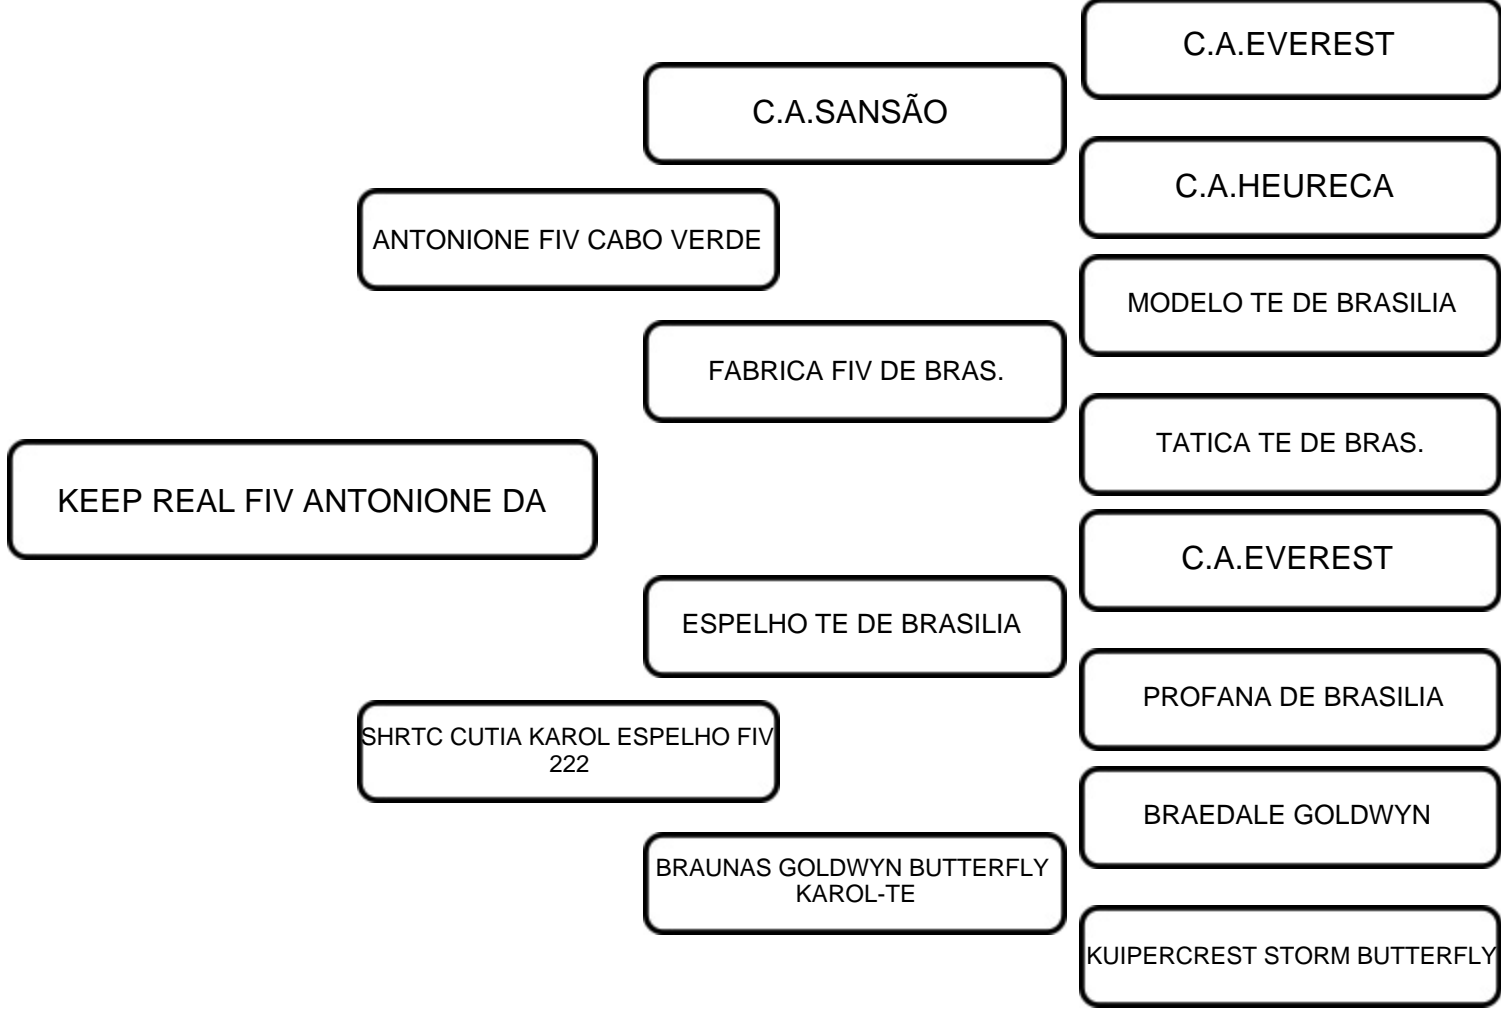 C.A.EVEREST
C.A.SANSÃO
C.A.HEURECA
ANTONIONE FIV CABO VERDE
MODELO TE DE BRASILIA
FABRICA FIV DE BRAS.
TATICA TE DE BRAS.
KEEP REAL FIV ANTONIONE DA
C.A.EVEREST
ESPELHO TE DE BRASILIA
PROFANA DE BRASILIA
SHRTC CUTIA KAROL ESPELHO FIV
222
BRAEDALE GOLDWYN
BRAUNAS GOLDWYN BUTTERFLY
KAROL-TE
KUIPERCREST STORM BUTTERFLY